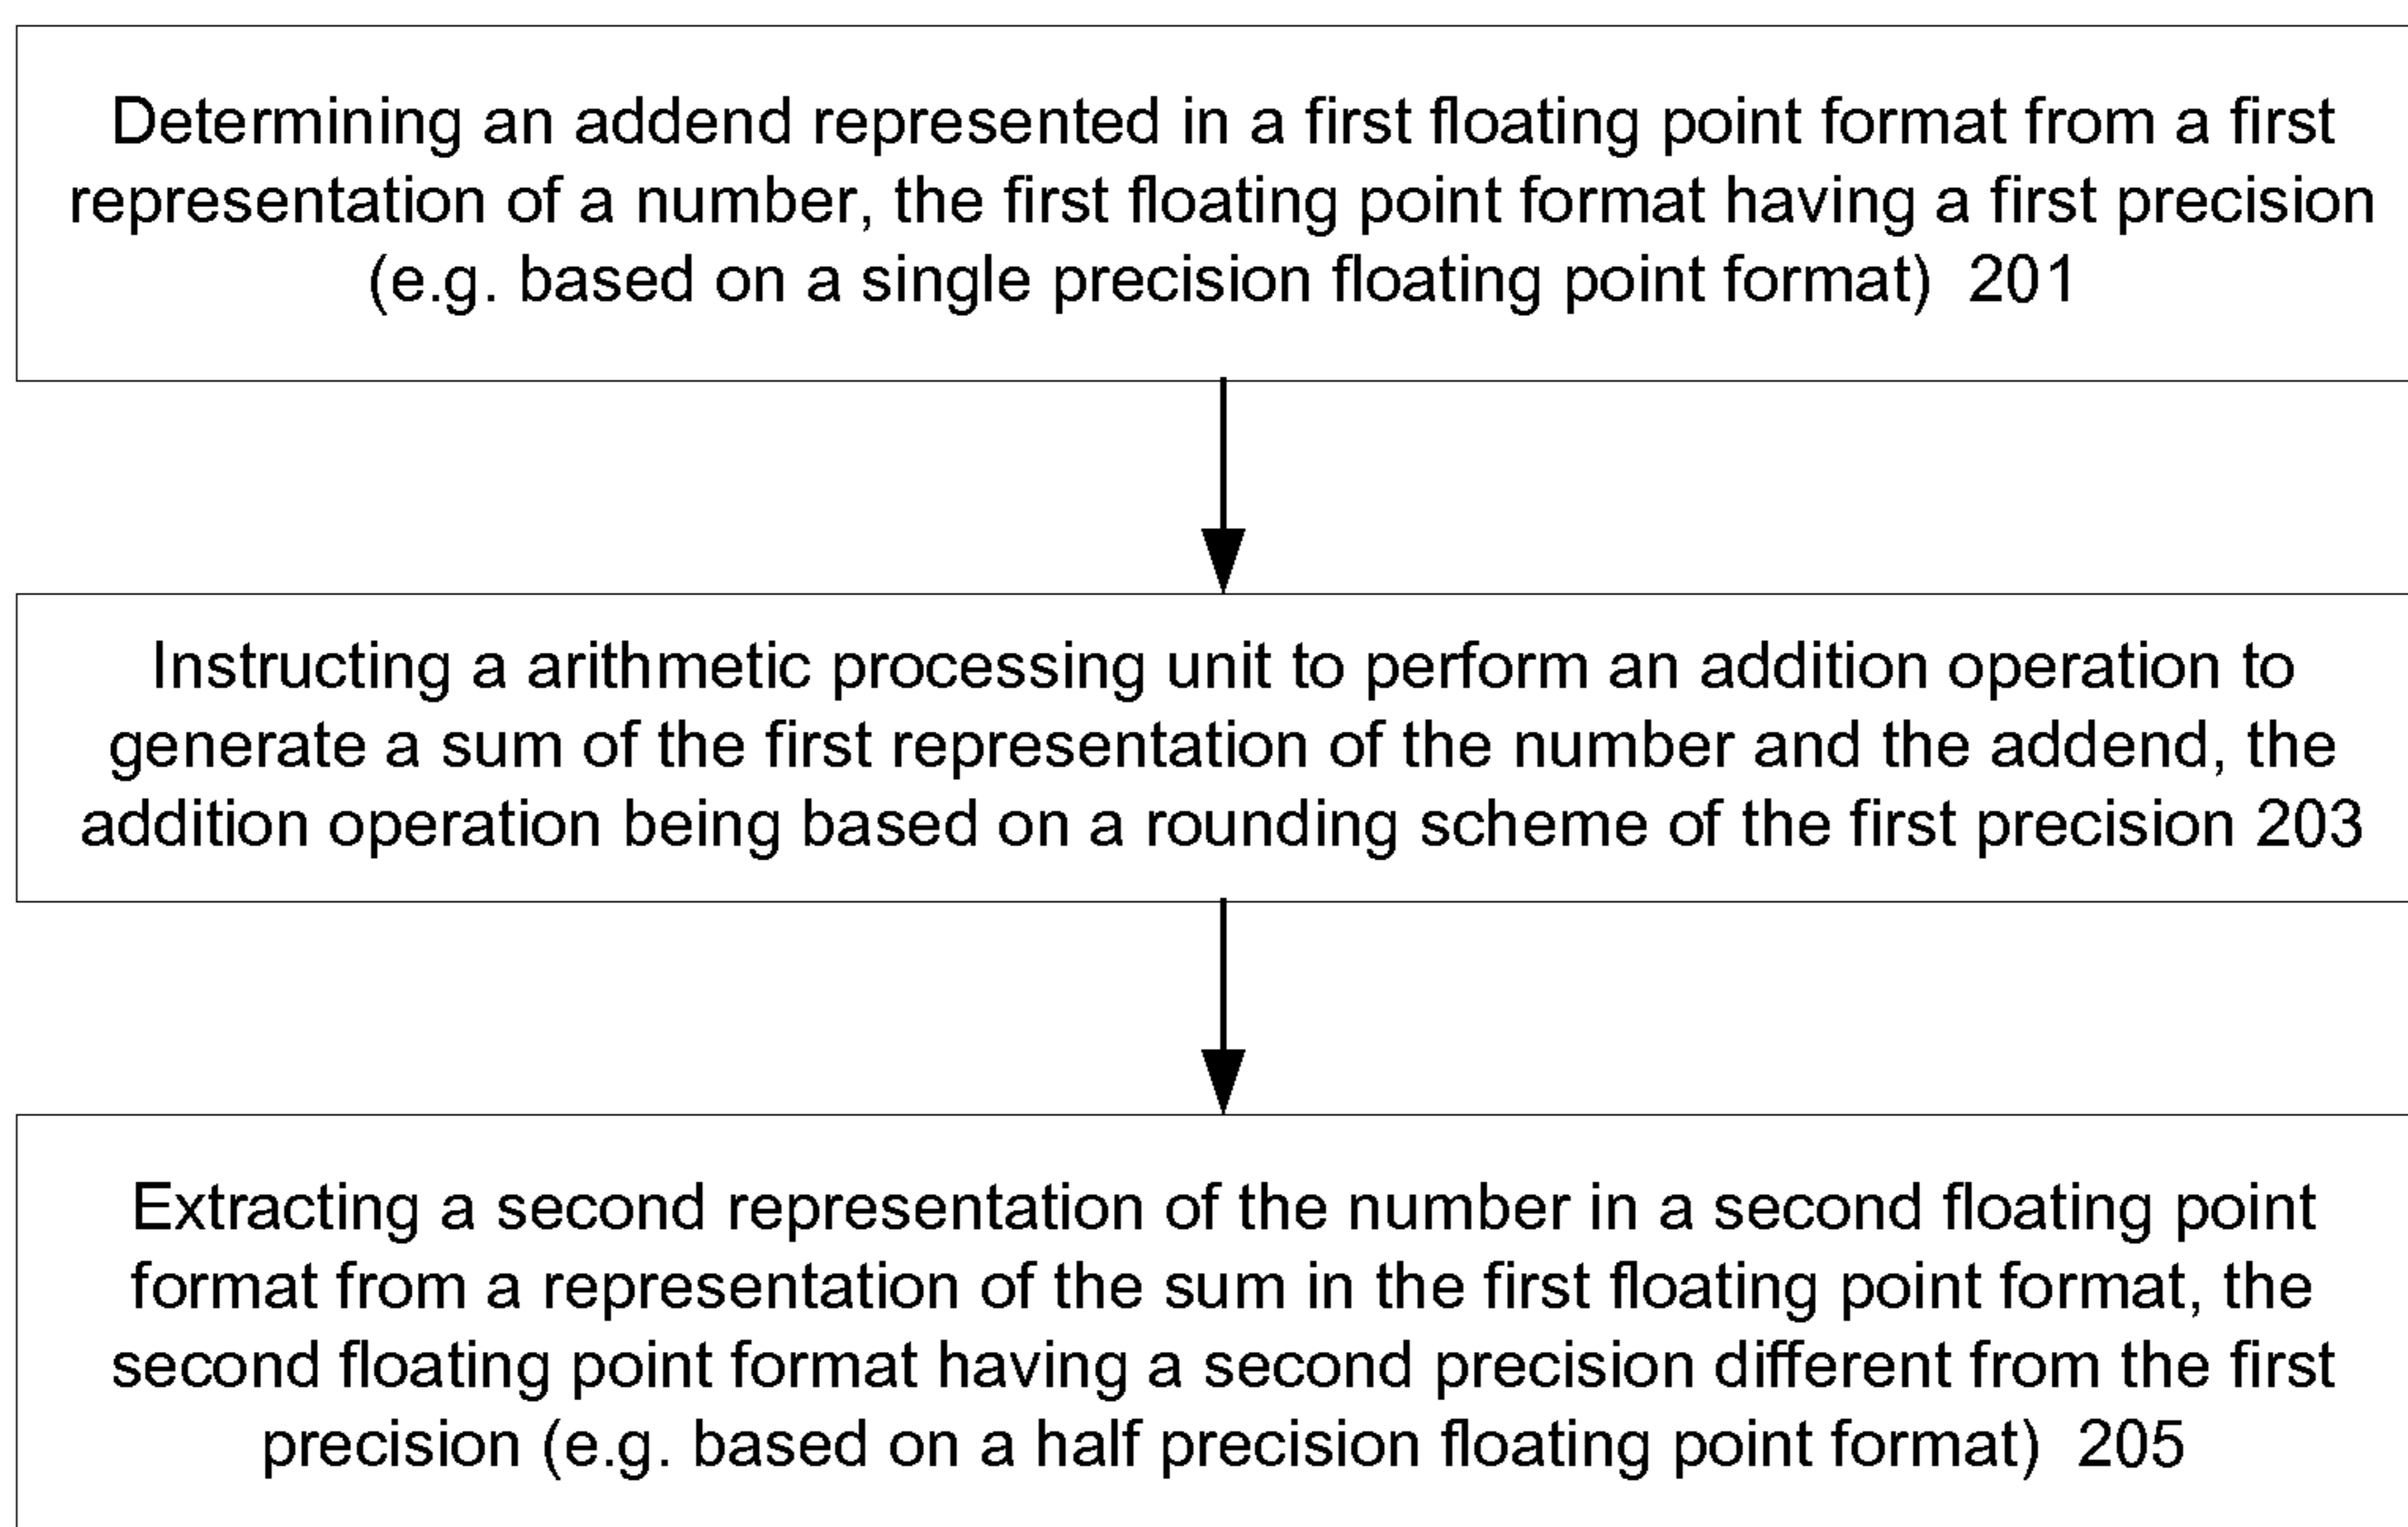 Determining an addend represented in a first floating point format from a first
representation of a number, the first floating point format having a first precision
(e.g. based on a single precision floating point format) 201
Instructing a arithmetic processing unit to perform an addition operation to
generate a sum of the first representation of the number and the addend, the
addition operation being based on a rounding scheme of the first precision 203
Extracting a second representation of the number in a second floating point
format from a representation of the sum in the first floating point format, the
second floating point format having a second precision different from the first
precision (e.g. based on a half precision floating point format) 205